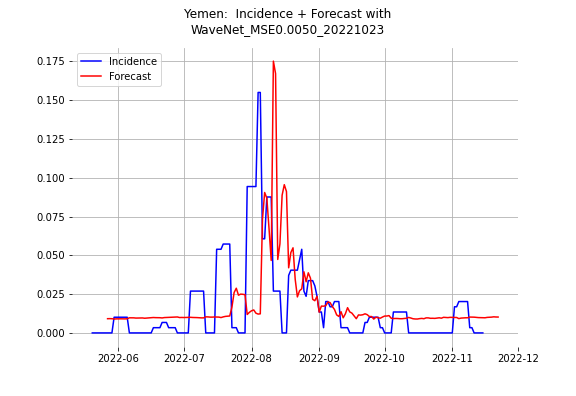 Yemen:  Incidence + Forecast with
WaveNet_MSE0.0050_20221023
Incidence
Forecast
0.175
0.150
0.125
0.100
0.075
0.050
0.025
0.000
2022-06 2022-07 2022-08 2022-09 2022-10 2022-11 2022-12